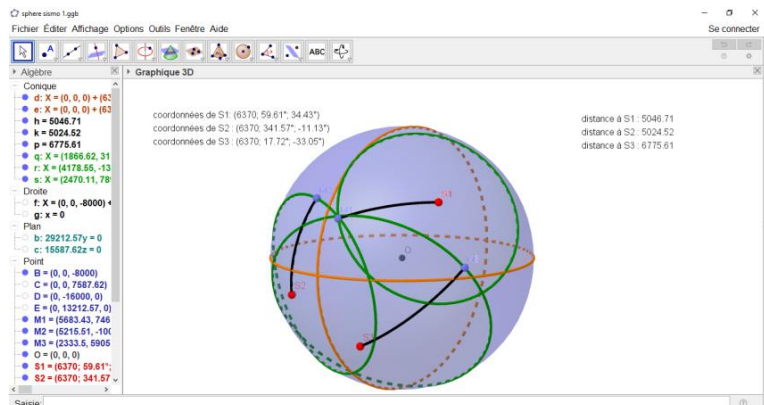 sphere sismo 1.ggb
Fichier Éditer Affichage Options Outils Fenêtre Aide
Se connecter
ABC
Algèbre
Graphique 3D
Conique
d: X = (0, 0, 0) + (63
e: X = (0, 0, 0) + (63
h = 5046.71
k = 5024.52
p = 6775.61
q: X = (1866.62, 31
r: X = (4178.55, -13
s: X = (2470.11, 789
Droite
f: X = (0, 0, -8000) +
g: x = 0
Plan
b: 29212.57y = 0
c: 15587.62z = 0
Point
B = (0, 0, -8000)
C = (0, 0, 7587.62)
D = (0, -16000, 0)
E = (0, 13212.57, 0)
M1 = (5683.43, 746
M2 = (5215.51, -100
M3 = (2333.5, 5905
O = (0, 0, 0)
S1 = (6370; 59.61°;
S2 = (6370; 341.57
coordonnées de S1: (6370; 59.61°; 34.43°)
coordonnées de S2 : (6370; 341.57°; -11.13°)
coordonnées de S3 : (6370; 17.72°; -33.05°)
distance à S1 : 5046.71
distance à S2 : 5024.52
distance à S3 : 6775.61
S1
O
S2
Saisie: